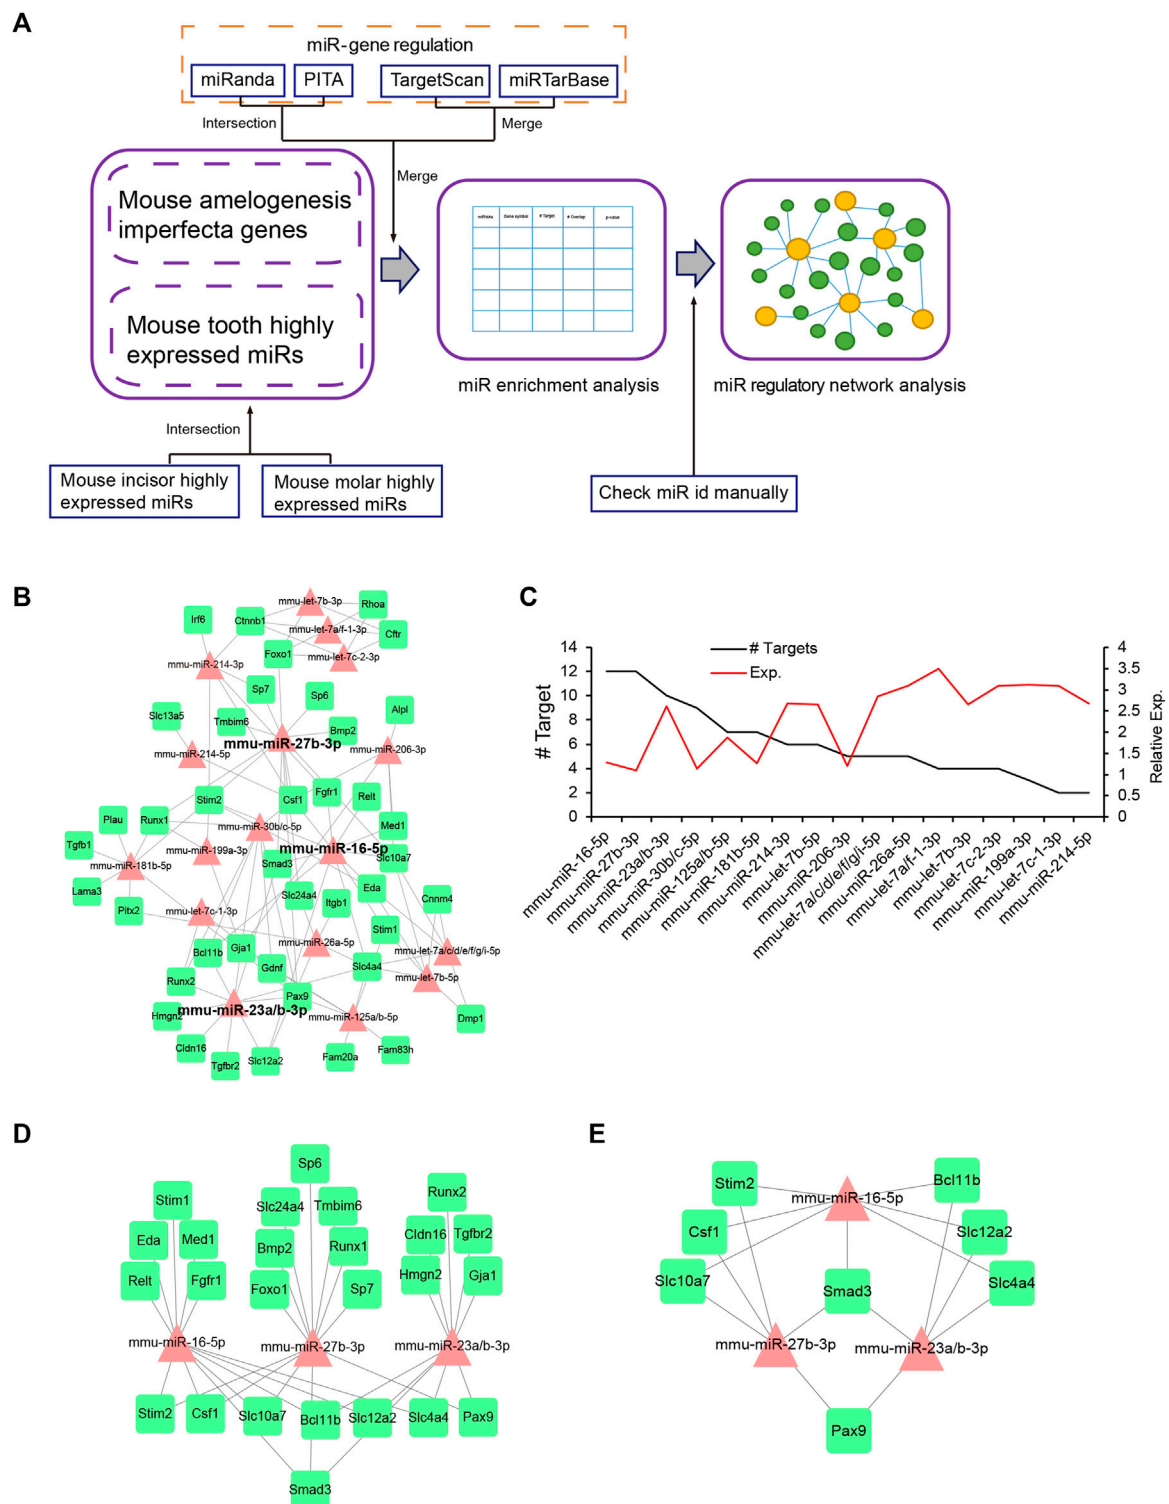 A
miR-gene regulation
miRanda
PITA
TargetScan
miRTarBase
Intersection
Merge
Merge
Mouse amelogenesis
imperfecta genes
Mouse tooth highly
expressed miRs
miRNAs
Gene symbol
# Target
# Overlap
p-value
miR enrichment analysis
miR regulatory network analysis
Intersection
Mouse incisor highly
expressed miRs
Mouse molar highly
expressed miRs
Check miR id manually
B
mmu-let-7b-3p
Rhoa
Irf6
Ctnnb1
mmu-let-7a/f-1-3p
Cftr
Foxo1
mmu-let-7c-2-3p
mmu-miR-214-3p
Sp7
Sp6
Alpl
Slc13a5
Tmbim6
Bmp2
mmu-miR-27b-3p
mmu-miR-206-3p
mmu-miR-214-5p
Stim2
Csf1
Fgfr1
Relt
Plau
Runx1
mmu-miR-30b/c-5p
Med1
Tgfb1
mmu-miR-199a-3p
mmu-miR-16-5p
Slc10a7
mmu-miR-181b-5p
Smad3
Lama3
Slc24a4
Eda
Cnnm4
Pitx2
mmu-let-7c-1-3p
Itgb1
Stim1
Bcl11b
Gja1
mmu-miR-26a-5p
mmu-let-7a/c/d/e/f/g/i-5p
Gdnf
Slc4a4
Runx2
mmu-let-7b-5p
Pax9
mmu-miR-23a/b-3p
Hmgn2
mmu-miR-125a/b-5p
Dmp1
Cldn16
Tgfbr2
Slc12a2
Fam20a
Fam83h
C
# Targets
Exp.
# Target
14
12
10
8
6
4
2
0
4
3.5
3
2.5
2
1.5
1
0.5
0
Relative Exp.
mmu-miR-16-5p
mmu-miR-27b-3p
mmu-miR-23a/b-3p
mmu-miR-30b/c-5p
mmu-miR-125a/b-5p
mmu-miR-181b-5p
mmu-miR-214-3p
mmu-let-7b-5p
mmu-miR-206-3p
mmu-let-7a/c/d/e/f/g/i-5p
mmu-miR-26a-5p
mmu-let-7a/f-1-3p
mmu-let-7b-3p
mmu-let-7c-2-3p
mmu-miR-199a-3p
mmu-let-7c-1-3p
mmu-miR-214-5p
D
Sp6
Stim1
Slc24a4
Tmbim6
Runx2
Eda
Med1
Bmp2
Runx1
Cldn16
Tgfbr2
Relt
Fgfr1
Foxo1
Sp7
Hmgn2
Gja1
mmu-miR-16-5p
mmu-miR-27b-3p
mmu-miR-23a/b-3p
Stim2
Csf1
Slc10a7
Bcl11b
Slc12a2
Slc4a4
Pax9
Smad3
E
Stim2
mmu-miR-16-5p
Bcl11b
Csf1
Slc12a2
Slc10a7
Smad3
Slc4a4
mmu-miR-27b-3p
mmu-miR-23a/b-3p
Pax9